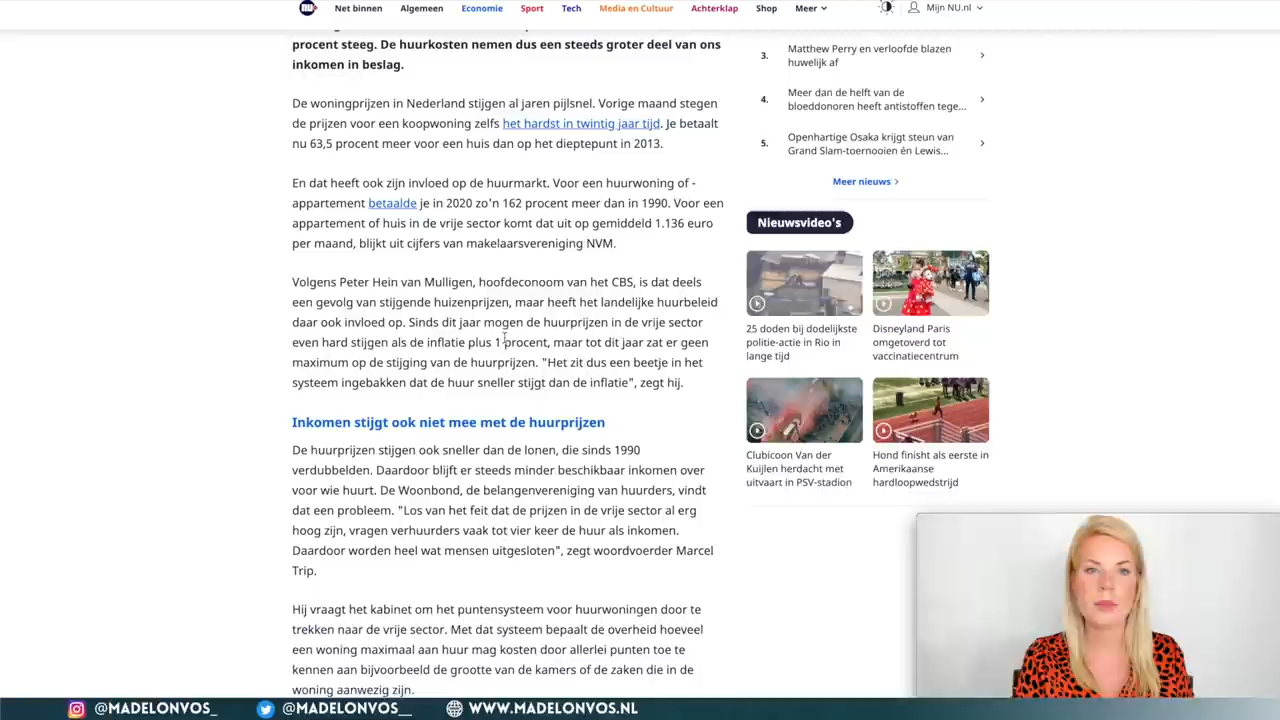 NU
Net binnen Algemeen Economie Sport Tech Media en Cultuur Achterklap Shop Meer Mijn NU.nl
procent steeg. De huurkosten nemen dus een steeds groter deel van ons
inkomen in beslag.
De woningprijzen in Nederland stijgen al jaren pijlsnel. Vorige maand stegen
de prijzen voor een koopwoning zelfs het hardst in twintig jaar tijd. Je betaalt
nu 63,5 procent meer voor een huis dan op het dieptepunt in 2013.
En dat heeft ook zijn invloed op de huurmarkt. Voor een huurwoning of -
appartement betaalde je in 2020 zo'n 162 procent meer dan in 1990. Voor een
appartement of huis in de vrije sector komt dat uit op gemiddeld 1.136 euro
per maand, blijkt uit cijfers van makelaarsvereniging NVM.
Volgens Peter Hein van Mulligen, hoofdeconoom van het CBS, is dat deels
een gevolg van stijgende huizenprijzen, maar heeft het landelijke huurbeleid
daar ook invloed op. Sinds dit jaar mogen de huurprijzen in de vrije sector
even hard stijgen als de inflatie plus 1 procent, maar tot dit jaar zat er geen
maximum op de stijging van de huurprijzen. "Het zit dus een beetje in het
systeem ingebakken dat de huur sneller stijgt dan de inflatie", zegt hij.
Inkomen stijgt ook niet mee met de huurprijzen
De huurprijzen stijgen ook sneller dan de lonen, die sinds 1990
verdubbelden. Daardoor blijft er steeds minder beschikbaar inkomen over
voor wie huurt. De Woonbond, de belangenvereniging van huurders, vindt
dat een probleem. "Los van het feit dat de prijzen in de vrije sector al erg
hoog zijn, vragen verhuurders vaak tot vier keer de huur als inkomen.
Daardoor worden heel wat mensen uitgesloten", zegt woordvoerder Marcel
Trip.
Hij vraagt het kabinet om het puntensysteem voor huurwoningen door te
trekken naar de vrije sector. Met dat systeem bepaalt de overheid hoeveel
een woning maximaal aan huur mag kosten door allerlei punten toe te
kennen aan bijvoorbeeld de grootte van de kamers of de zaken die in de
woning aanwezig zijn.
3. Matthew Perry en verloofde blazen
huwelijk af
4. Meer dan de helft van de
bloeddonoren heeft antistoffen tege...
5. Openhartige Osaka krijgt steun van
Grand Slam-toernooien én Lewis...
Meer nieuws
Nieuwsvideo's
25 doden bij dodelijkste
politie-actie in Rio in
lange tijd
Disneyland Paris
omgetoverd tot
vaccinatiecentrum
Clubicoon Van der
Kuijlen herdacht met
uitvaart in PSV-stadion
Hond finisht als eerste in
Amerikaanse
hardloopwedstrijd
@MADELONVOS_ @MADELONVOS__ WWW.MADELONVOS.NL